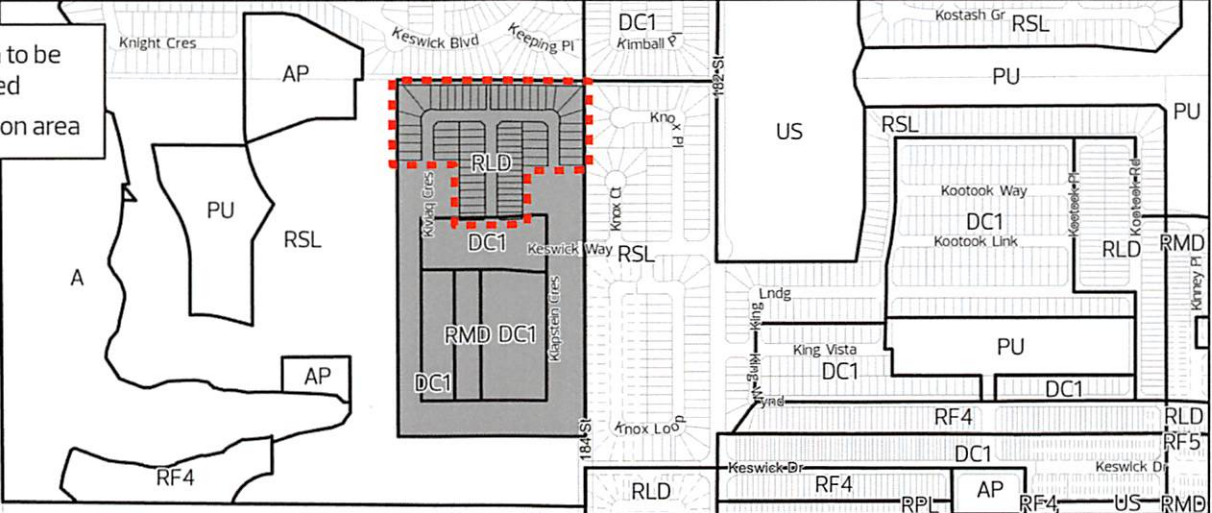 n to be
ed
on area
Knight Cres
Keswick Blvd
Keeping Pl
DC1
Kimball Pl
182 St
Kostash Gr
RSL
AP
PU
PU
US
RSL
Knox Pl
RLD
Kiviaq Cres
Knox Ct
Kootook Way
Kootook Pl
Kootook Rd
DC1
Kootook Link
RLD
RMD
Kinney Pl
PU
RSL
A
DC1
Keswick Way
RSL
Klapstein Cres
Lndg
King
RMD
DC1
DC1
King Vista
DC1
King Wynd
PU
DC1
AP
RF4
RLD
RF5
Knox Loop
184 St
DC1
Keswick Dr
Keswick Dr
RF4
RLD
RF4
RPL
AP
RF4
US
RMD